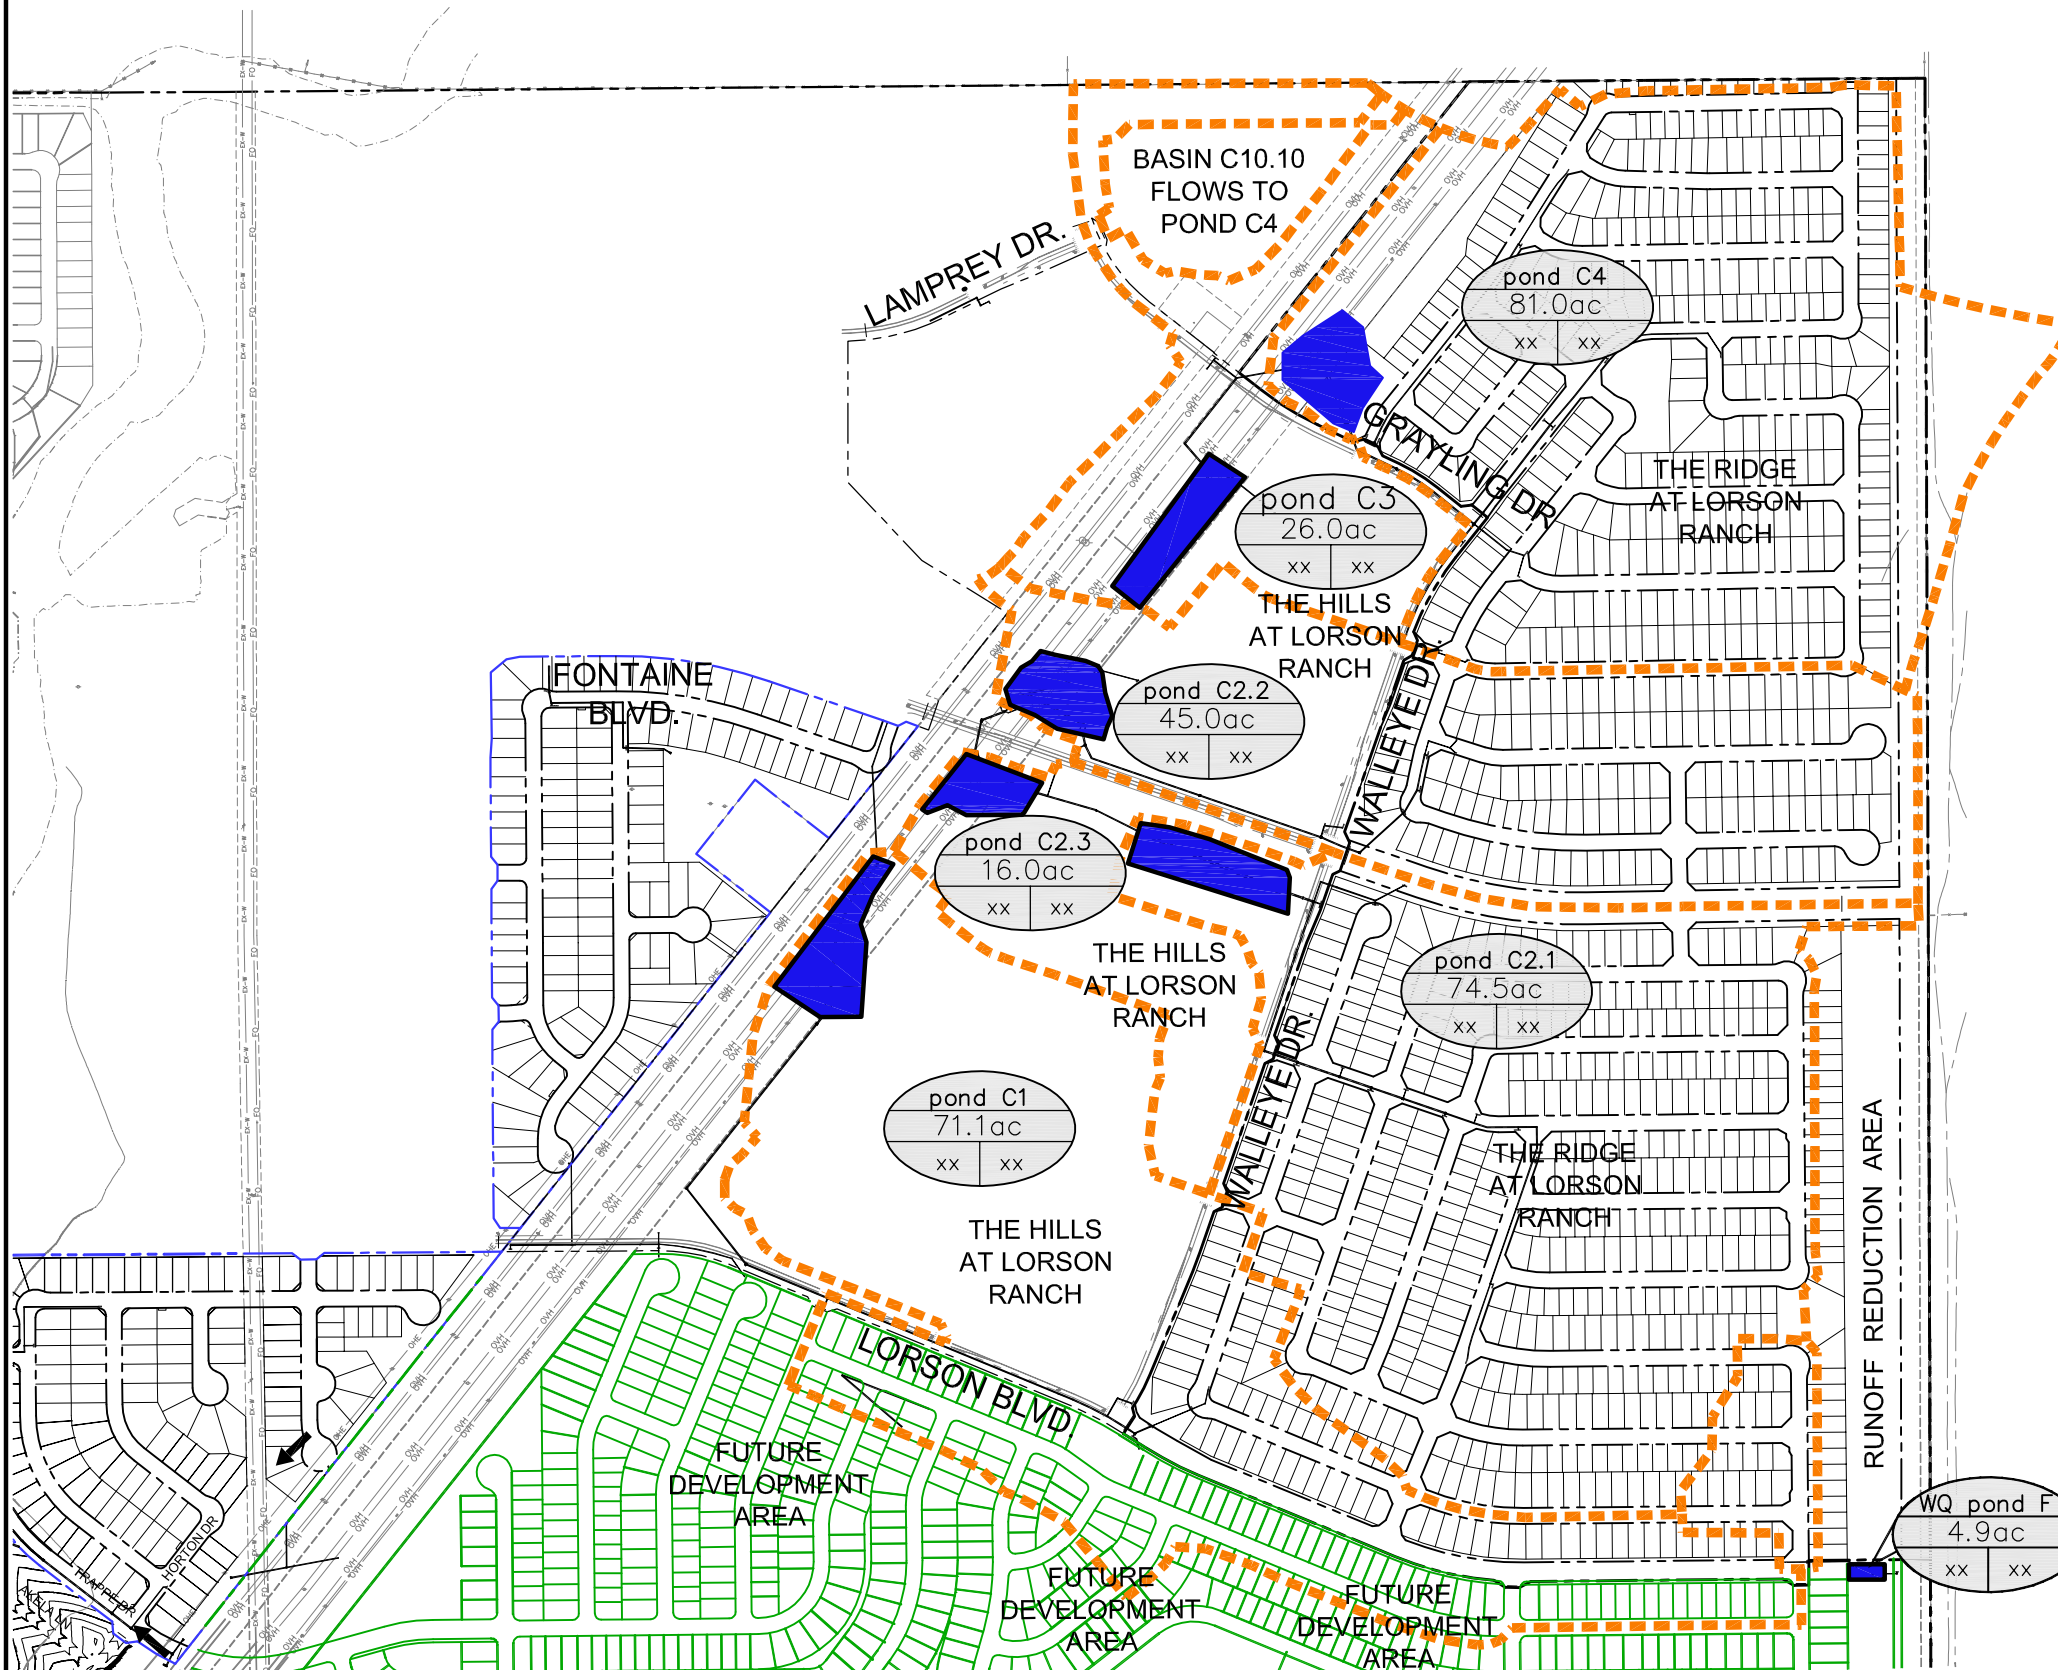 BASIN C10.10
FLOWS TO
POND C4
LAMPREY DR.
pond C4
81.0ac
xx xx
GRAYLING DR
THE RIDGE
AT LORSON
RANCH
pond C3
26.0ac
xx xx
THE HILLS
AT LORSON
RANCH
FONTAINE
BLVD.
pond C2.2
45.0ac
xx xx
WALLEYE DR.
pond C2.3
16.0ac
xx xx
THE HILLS
AT LORSON
RANCH
pond C2.1
74.5ac
xx xx
WALLEYE DR.
pond C1
71.1ac
xx xx
THE RIDGE
AT LORSON
RANCH
RUNOFF REDUCTION AREA
THE HILLS
AT LORSON
RANCH
LORSON BLVD.
FUTURE
DEVELOPMENT
AREA
WQ pond F
4.9ac
xx xx
HORTON DR
TRAPPE DR
AKELA LN
FUTURE
DEVELOPMENT
AREA
FUTURE
DEVELOPMENT
AREA